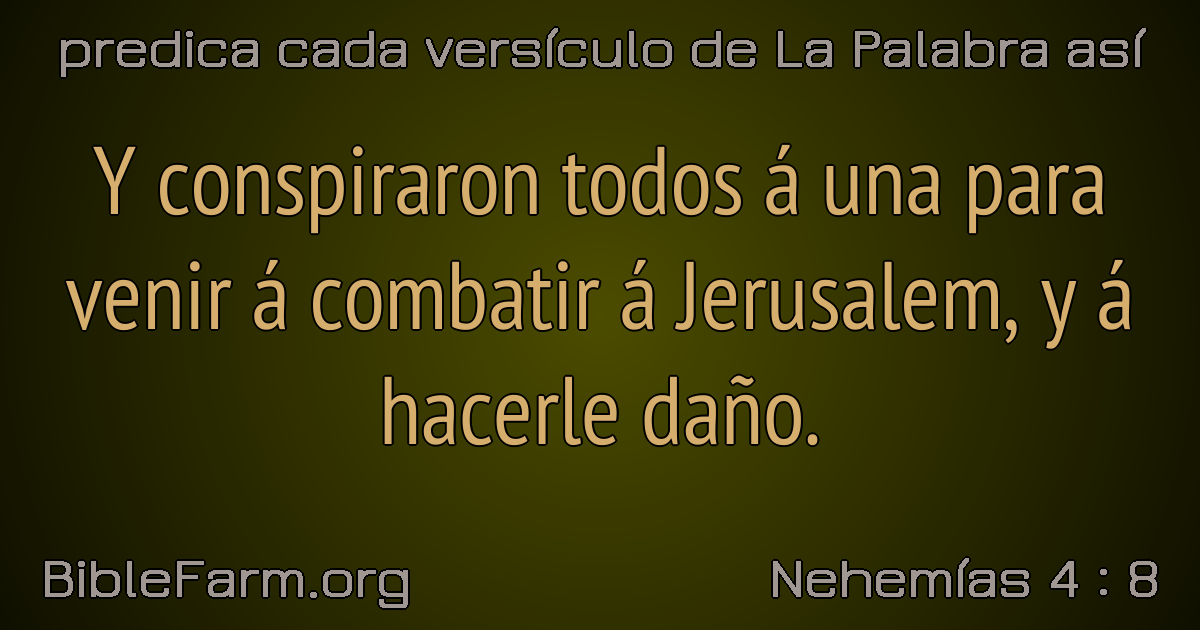 predica cada versículo de La Palabra así
Y conspiraron todos á una para
venir á combatir á Jerusalem, y á
hacerle daño.
BibleFarm.org
Nehemías 4 : 8